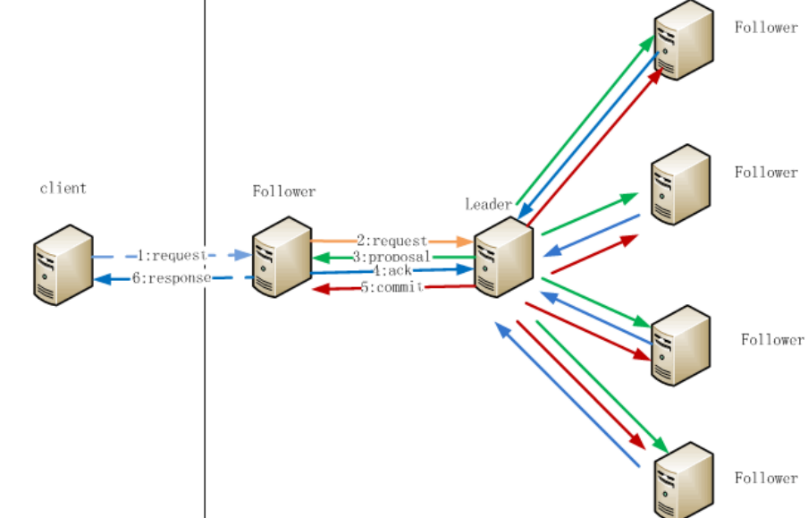 Follower
Follower
client
Follower
Leader
2:request
1:request
3:proposal
4:ack
6:response
5:commit
Follower
Follower